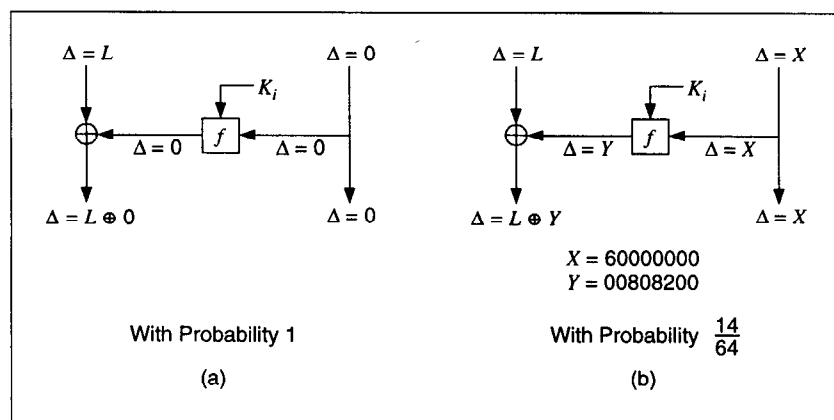 Δ = L
Δ = 0
K_i
f
Δ = 0
Δ = 0
Δ = L ⊕ 0
Δ = 0
With Probability 1
(a)
Δ = L
Δ = X
K_i
f
Δ = Y
Δ = X
Δ = L ⊕ Y
Δ = X
X = 60000000
Y = 00808200
With Probability 14/64
(b)